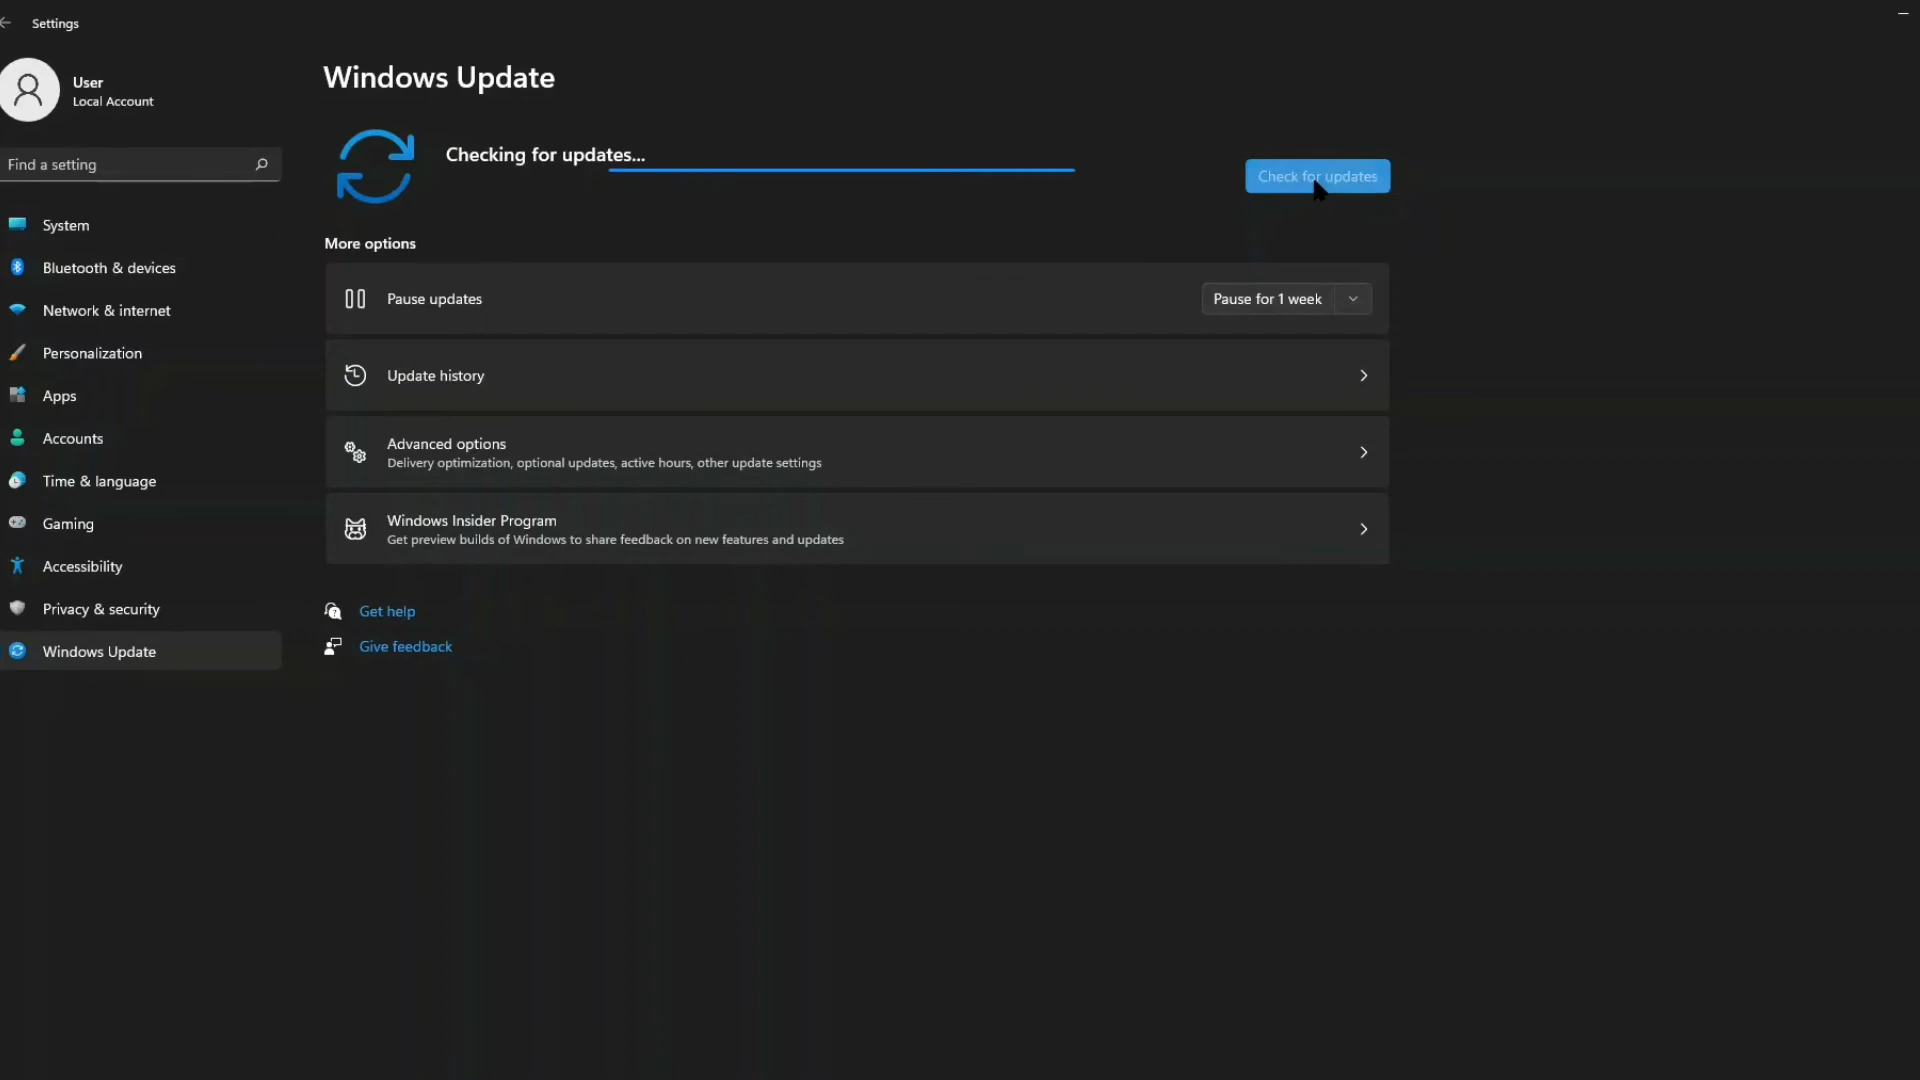 Settings
User
Local Account
Find a setting
System
Bluetooth & devices
Network & internet
Personalization
Apps
Accounts
Time & language
Gaming
Accessibility
Privacy & security
Windows Update
Windows Update
Checking for updates...
Check for updates
More options
Pause updates
Pause for 1 week
Update history
Advanced options
Delivery optimization, optional updates, active hours, other update settings
Windows Insider Program
Get preview builds of Windows to share feedback on new features and updates
Get help
Give feedback